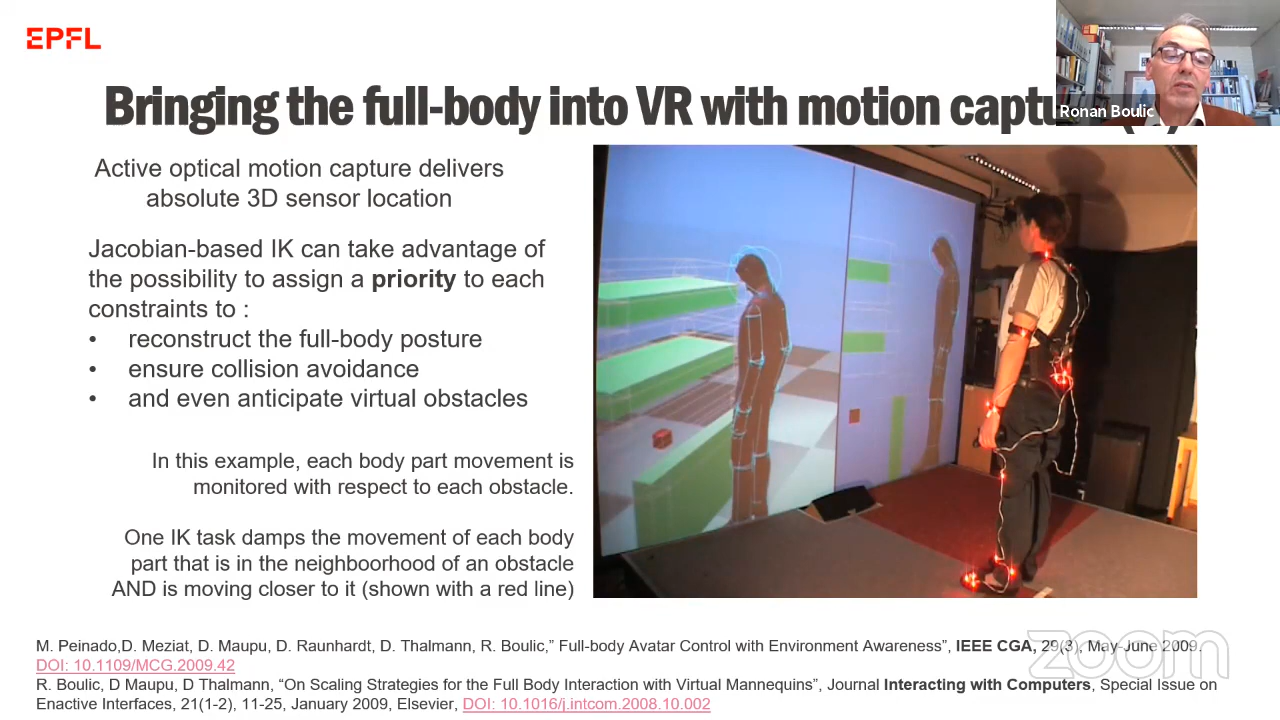 EPFL
Bringing the full-body into VR with motion captu
Ronan Boulic
Active optical motion capture delivers
absolute 3D sensor location
Jacobian-based IK can take advantage of
the possibility to assign a priority to each
constraints to :
• reconstruct the full-body posture
• ensure collision avoidance
• and even anticipate virtual obstacles
In this example, each body part movement is
monitored with respect to each obstacle.
One IK task damps the movement of each body
part that is in the neighboorhood of an obstacle
AND is moving closer to it (shown with a red line)
M. Peinado,D. Meziat, D. Maupu, D. Raunhardt, D. Thalmann, R. Boulic,” Full-body Avatar Control with Environment Awareness”, IEEE CGA, 29(3), May-June 2009.
DOI: 10.1109/MCG.2009.42
R. Boulic, D Maupu, D Thalmann, “On Scaling Strategies for the Full Body Interaction with Virtual Mannequins”, Journal Interacting with Computers, Special Issue on
Enactive Interfaces, 21(1-2), 11-25, January 2009, Elsevier, DOI: 10.1016/j.intcom.2008.10.002
zoom